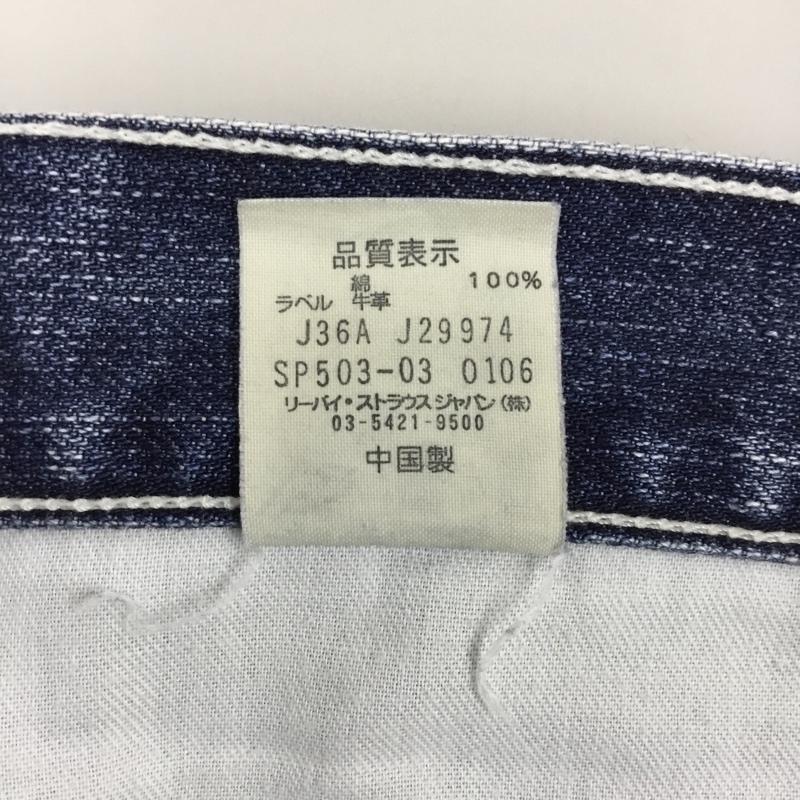 品質表示
綿 100%
ラベル 牛革
J36A J29974
SP503-03 0106
リーバイ・ストラウスジャパン(株)
03-5421-9500
中国製